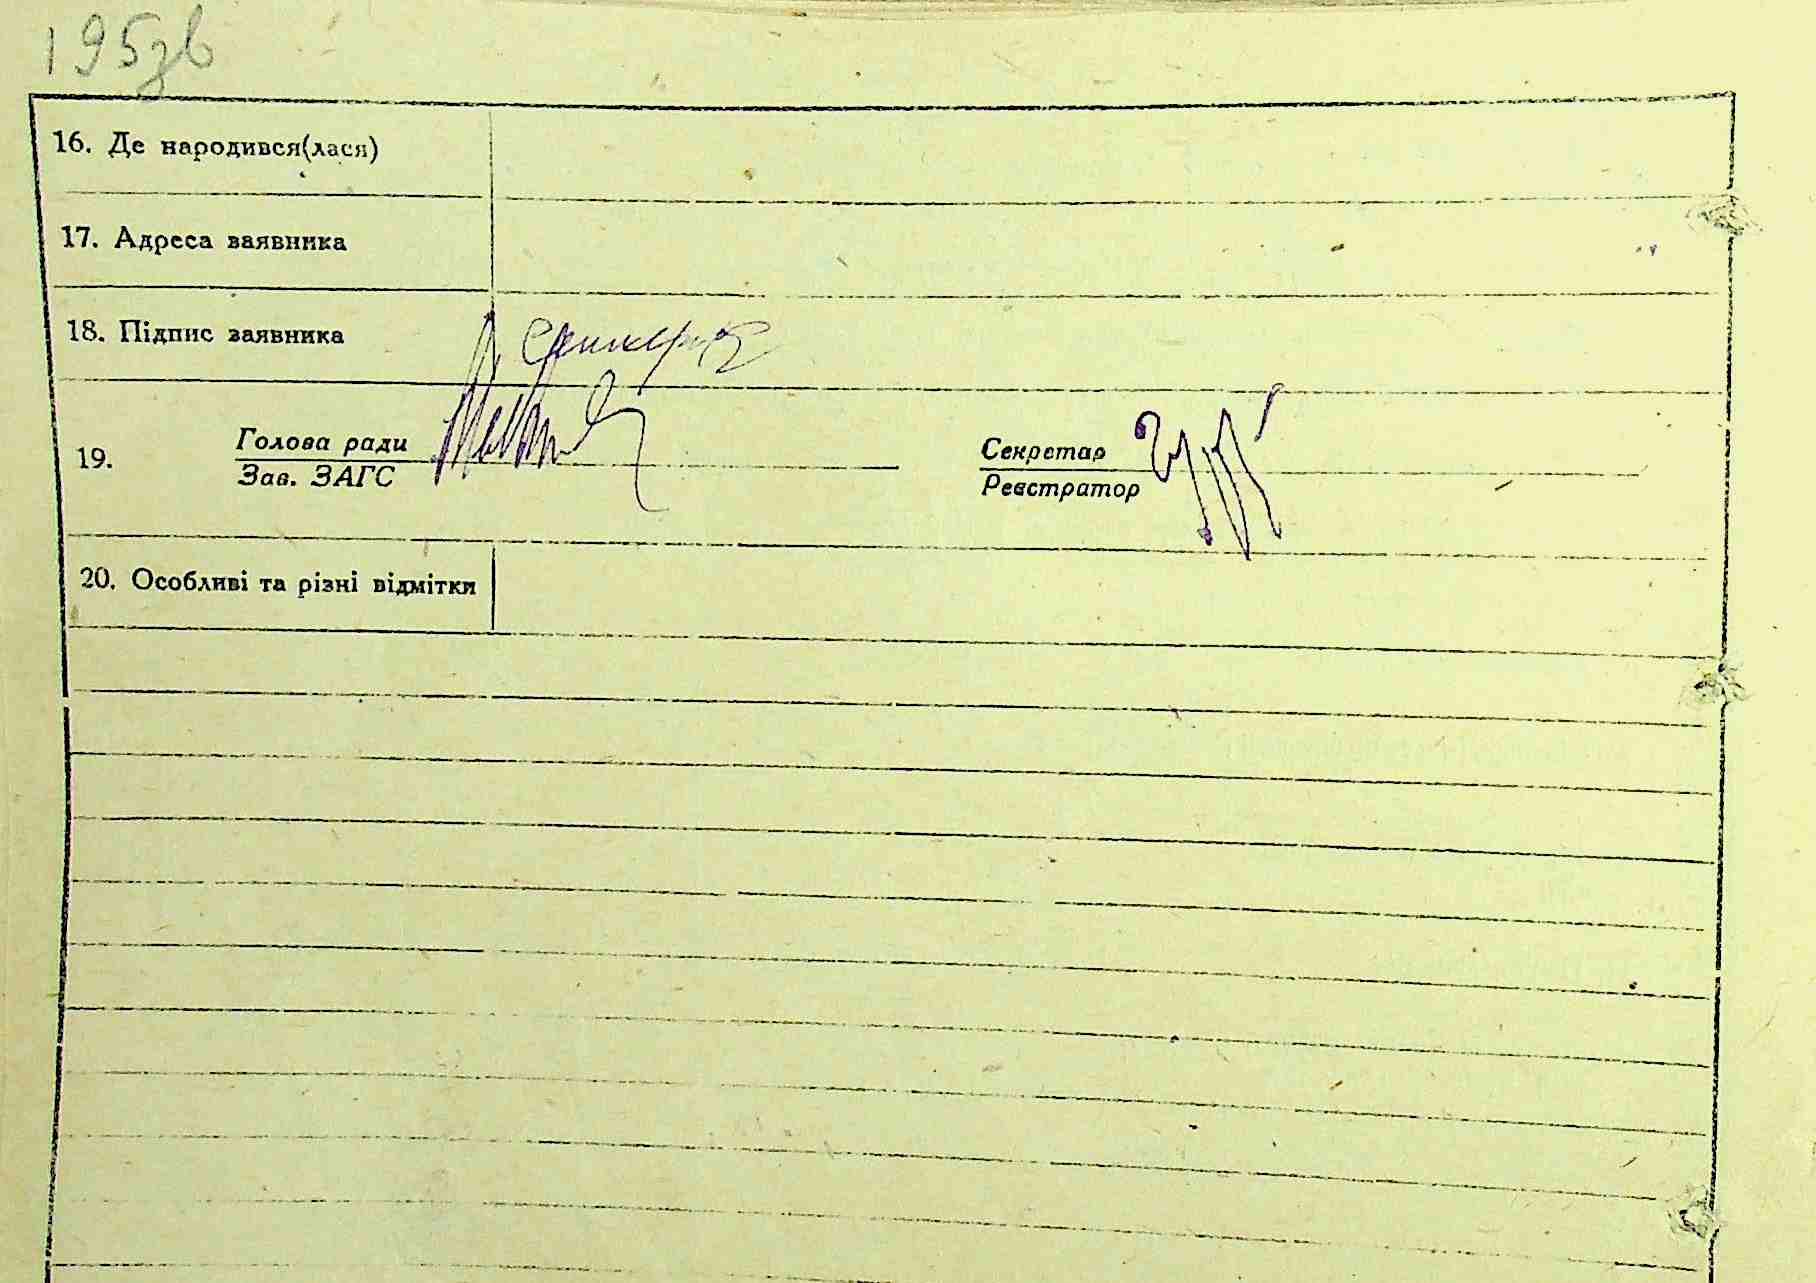 195зв
16. Де народився(лася)
17. Адреса заявника
18. Підпис заявника
19. Голова ради Секретар
Зав. ЗАГС Реєстратор
20. Особливі та різні відмітки